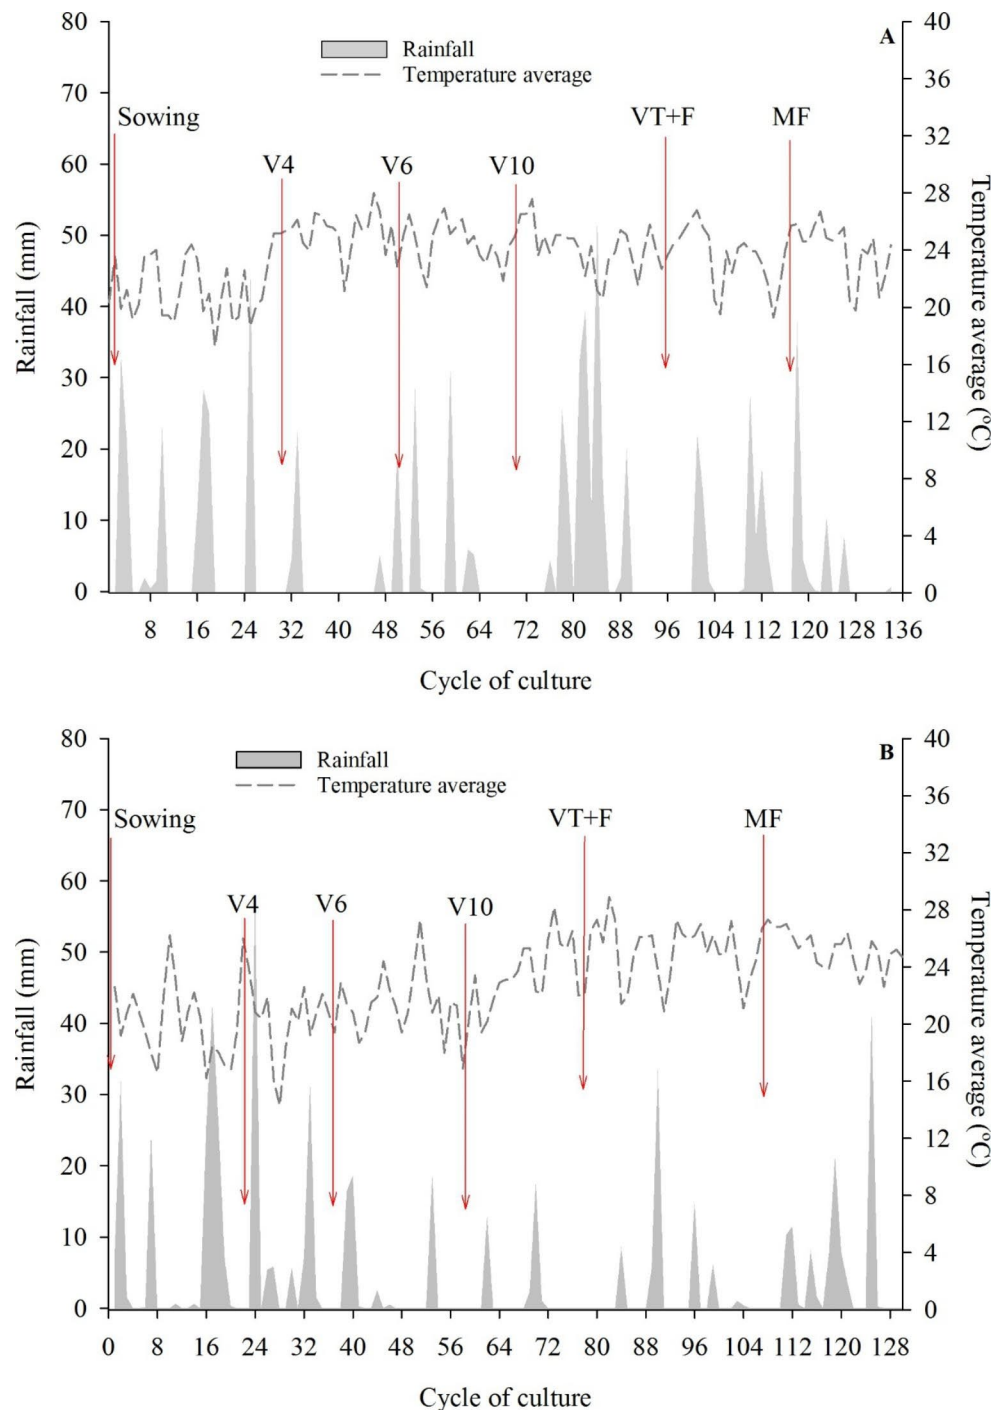 80
70
60
50
40
30
20
10
0
Rainfall (mm)
40
36
32
28
24
20
16
12
8
4
0
Temperature average (°C)
A
Rainfall
Temperature average
Sowing
V4
V6
V10
VT+F
MF
8 16 24 32 40 48 56 64 72 80 88 96 104 112 120 128 136
Cycle of culture
80
70
60
50
40
30
20
10
0
Rainfall (mm)
40
36
32
28
24
20
16
12
8
4
0
Temperature average (°C)
B
Rainfall
Temperature average
Sowing
V4
V6
V10
VT+F
MF
0 8 16 24 32 40 48 56 64 72 80 88 96 104 112 120 128
Cycle of culture